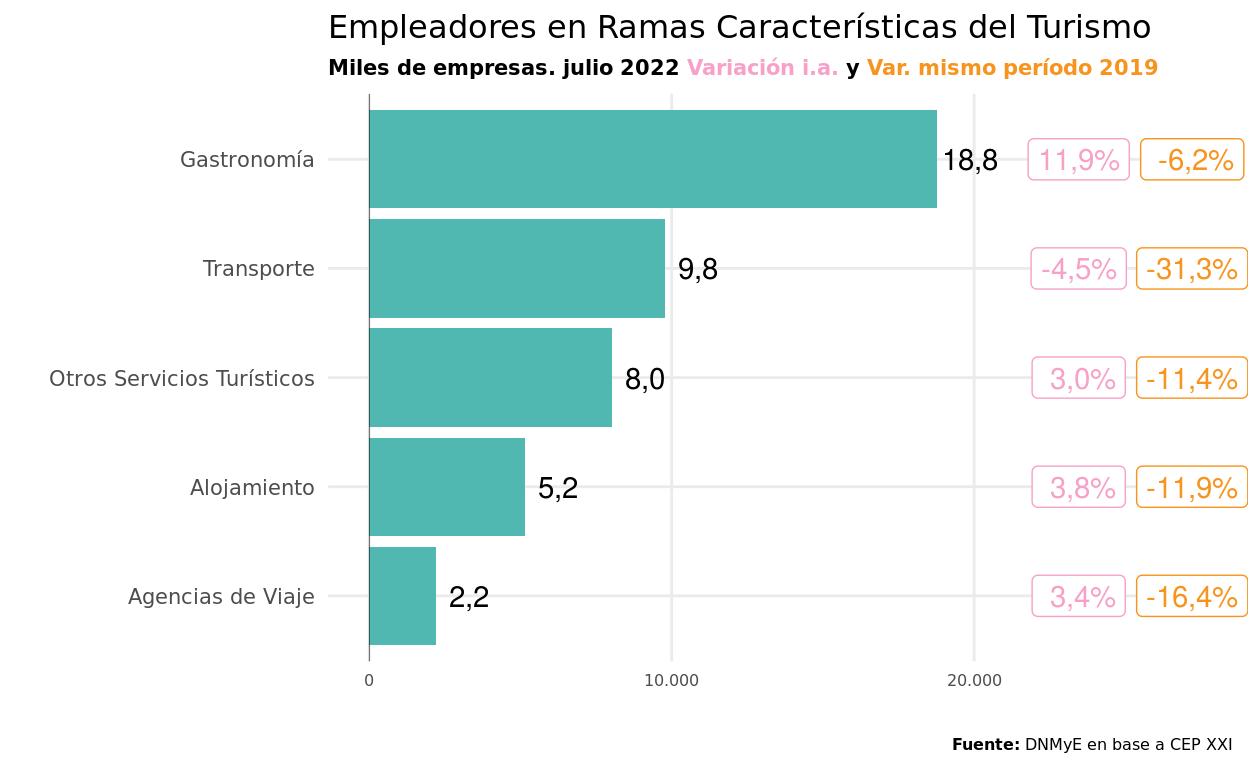 Empleadores en Ramas Características del Turismo
Miles de empresas. julio 2022 Variación i.a. y Var. mismo período 2019
Gastronomía 18,8 11,9% -6,2%
Transporte 9,8 -4,5% -31,3%
Otros Servicios Turísticos 8,0 3,0% -11,4%
Alojamiento 5,2 3,8% -11,9%
Agencias de Viaje 2,2 3,4% -16,4%
0 10.000 20.000
Fuente: DNMyE en base a CEP XXI